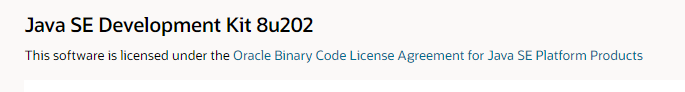 Java SE Development Kit 8u202
This software is licensed under the Oracle Binary Code License Agreement for Java SE Platform Products